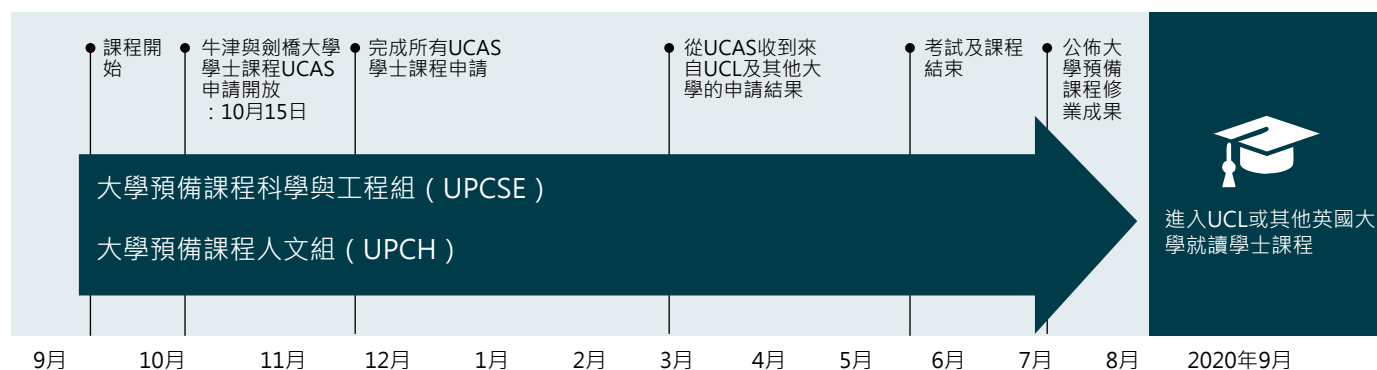 課程開
始
牛津與劍橋大學
學士課程UCAS
申請開放
：10月15日
完成所有UCAS
學士課程申請
從UCAS收到來
自UCL及其他大
學的申請結果
考試及課程
結束
公佈大
學預備
課程修
業成果
大學預備課程科學與工程組（UPCSE）
大學預備課程人文組（UPCH）
進入UCL或其他英國大
學就讀學士課程
9月 10月 11月 12月 1月 2月 3月 4月 5月 6月 7月 8月 2020年9月